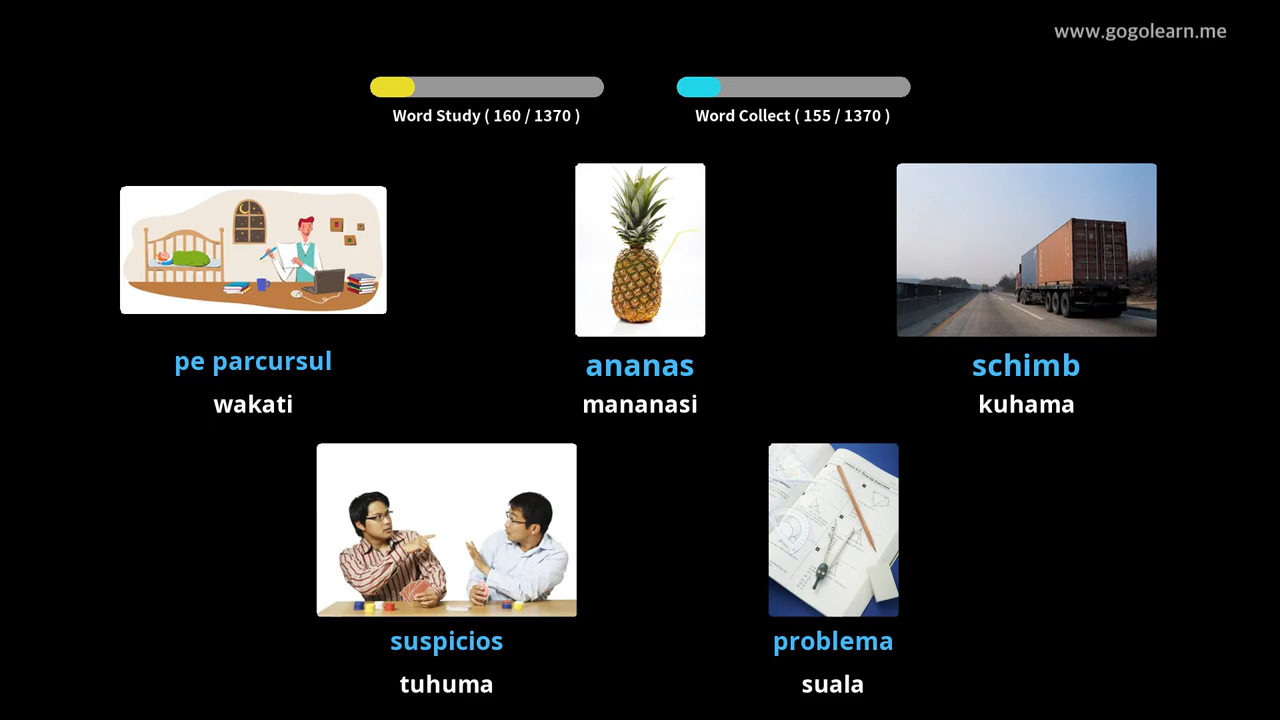 www.gogolearn.me
Word Study ( 160 / 1370 )
Word Collect ( 155 / 1370 )
pe parcursul
wakati
ananas
mananasi
schimb
kuhama
suspicios
tuhuma
problema
suala